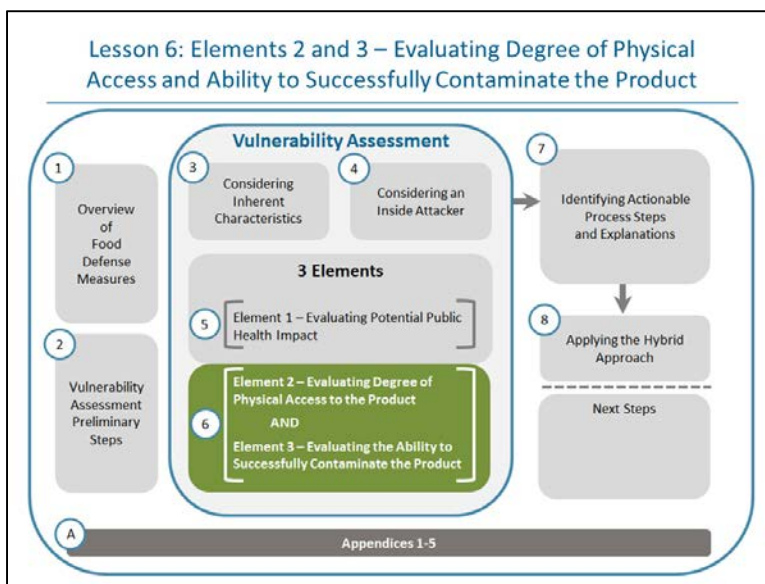 Lesson 6: Elements 2 and 3 – Evaluating Degree of Physical
Access and Ability to Successfully Contaminate the Product
1
Overview
of
Food
Defense
Measures
2
Vulnerability
Assessment
Preliminary
Steps
Vulnerability Assessment
3
Considering
Inherent
Characteristics
4
Considering an
Inside Attacker
3 Elements
5
Element 1 – Evaluating Potential Public
Health Impact
6
Element 2 – Evaluating Degree of
Physical Access to the Product
AND
Element 3 – Evaluating the Ability to
Successfully Contaminate the Product
7
Identifying Actionable
Process Steps
and Explanations
8
Applying the Hybrid
Approach
Next Steps
A
Appendices 1-5